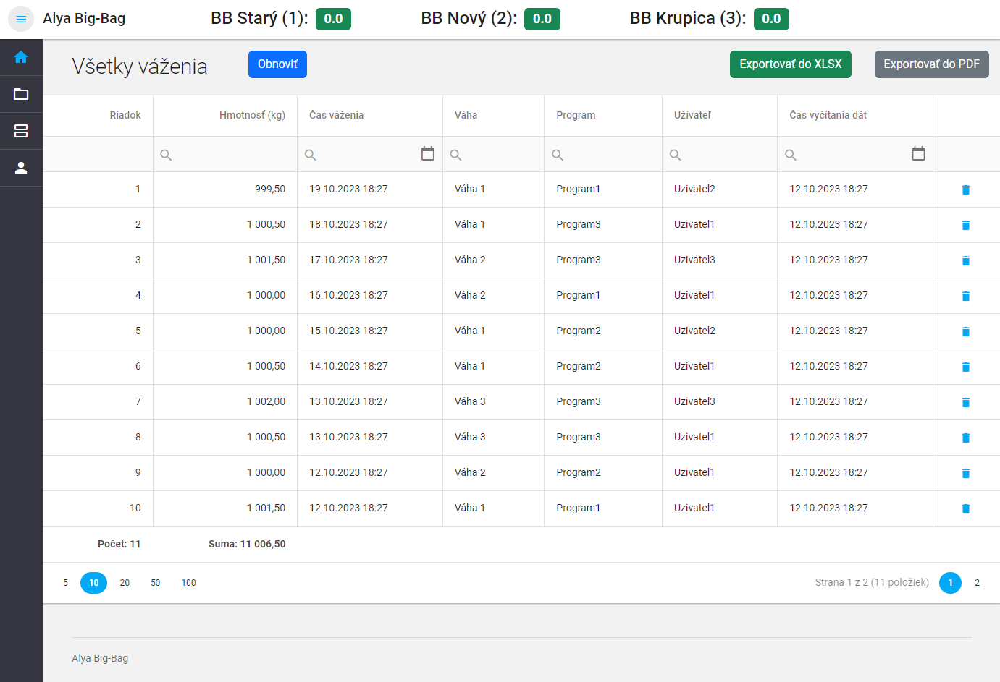 Alya Big-Bag BB Starý (1): 0.0 BB Nový (2): 0.0 BB Krupica (3): 0.0
Všetky váženia Obnoviť Exportovať do XLSX Exportovať do PDF
Riadok Hmotnosť (kg) Čas váženia Váha Program Užívateľ Čas vyčítania dát
1 999,50 19.10.2023 18:27 Váha 1 Program1 Uzivatel2 12.10.2023 18:27
2 1 000,50 18.10.2023 18:27 Váha 1 Program3 Uzivatel1 12.10.2023 18:27
3 1 001,50 17.10.2023 18:27 Váha 2 Program3 Uzivatel3 12.10.2023 18:27
4 1 000,00 16.10.2023 18:27 Váha 2 Program1 Uzivatel1 12.10.2023 18:27
5 1 000,00 15.10.2023 18:27 Váha 1 Program2 Uzivatel2 12.10.2023 18:27
6 1 000,50 14.10.2023 18:27 Váha 1 Program2 Uzivatel1 12.10.2023 18:27
7 1 002,00 13.10.2023 18:27 Váha 3 Program3 Uzivatel3 12.10.2023 18:27
8 1 000,50 13.10.2023 18:27 Váha 3 Program3 Uzivatel1 12.10.2023 18:27
9 1 000,00 12.10.2023 18:27 Váha 2 Program2 Uzivatel1 12.10.2023 18:27
10 1 001,50 12.10.2023 18:27 Váha 1 Program1 Uzivatel1 12.10.2023 18:27
Počet: 11 Suma: 11 006,50
5 10 20 50 100 Strana 1 z 2 (11 položiek) 1 2
Alya Big-Bag